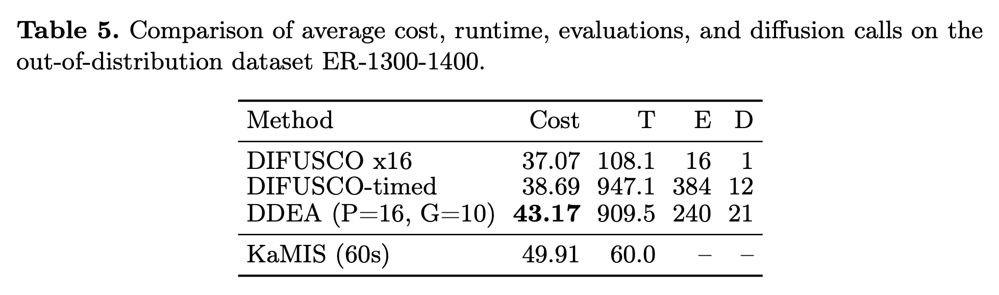 Table 5. Comparison of average cost, runtime, evaluations, and diffusion calls on the
out-of-distribution dataset ER-1300-1400.
Method Cost T E D
DIFUSCO x16 37.07 108.1 16 1
DIFUSCO-timed 38.69 947.1 384 12
DDEA (P=16, G=10) 43.17 909.5 240 21
KaMIS (60s) 49.91 60.0 – –